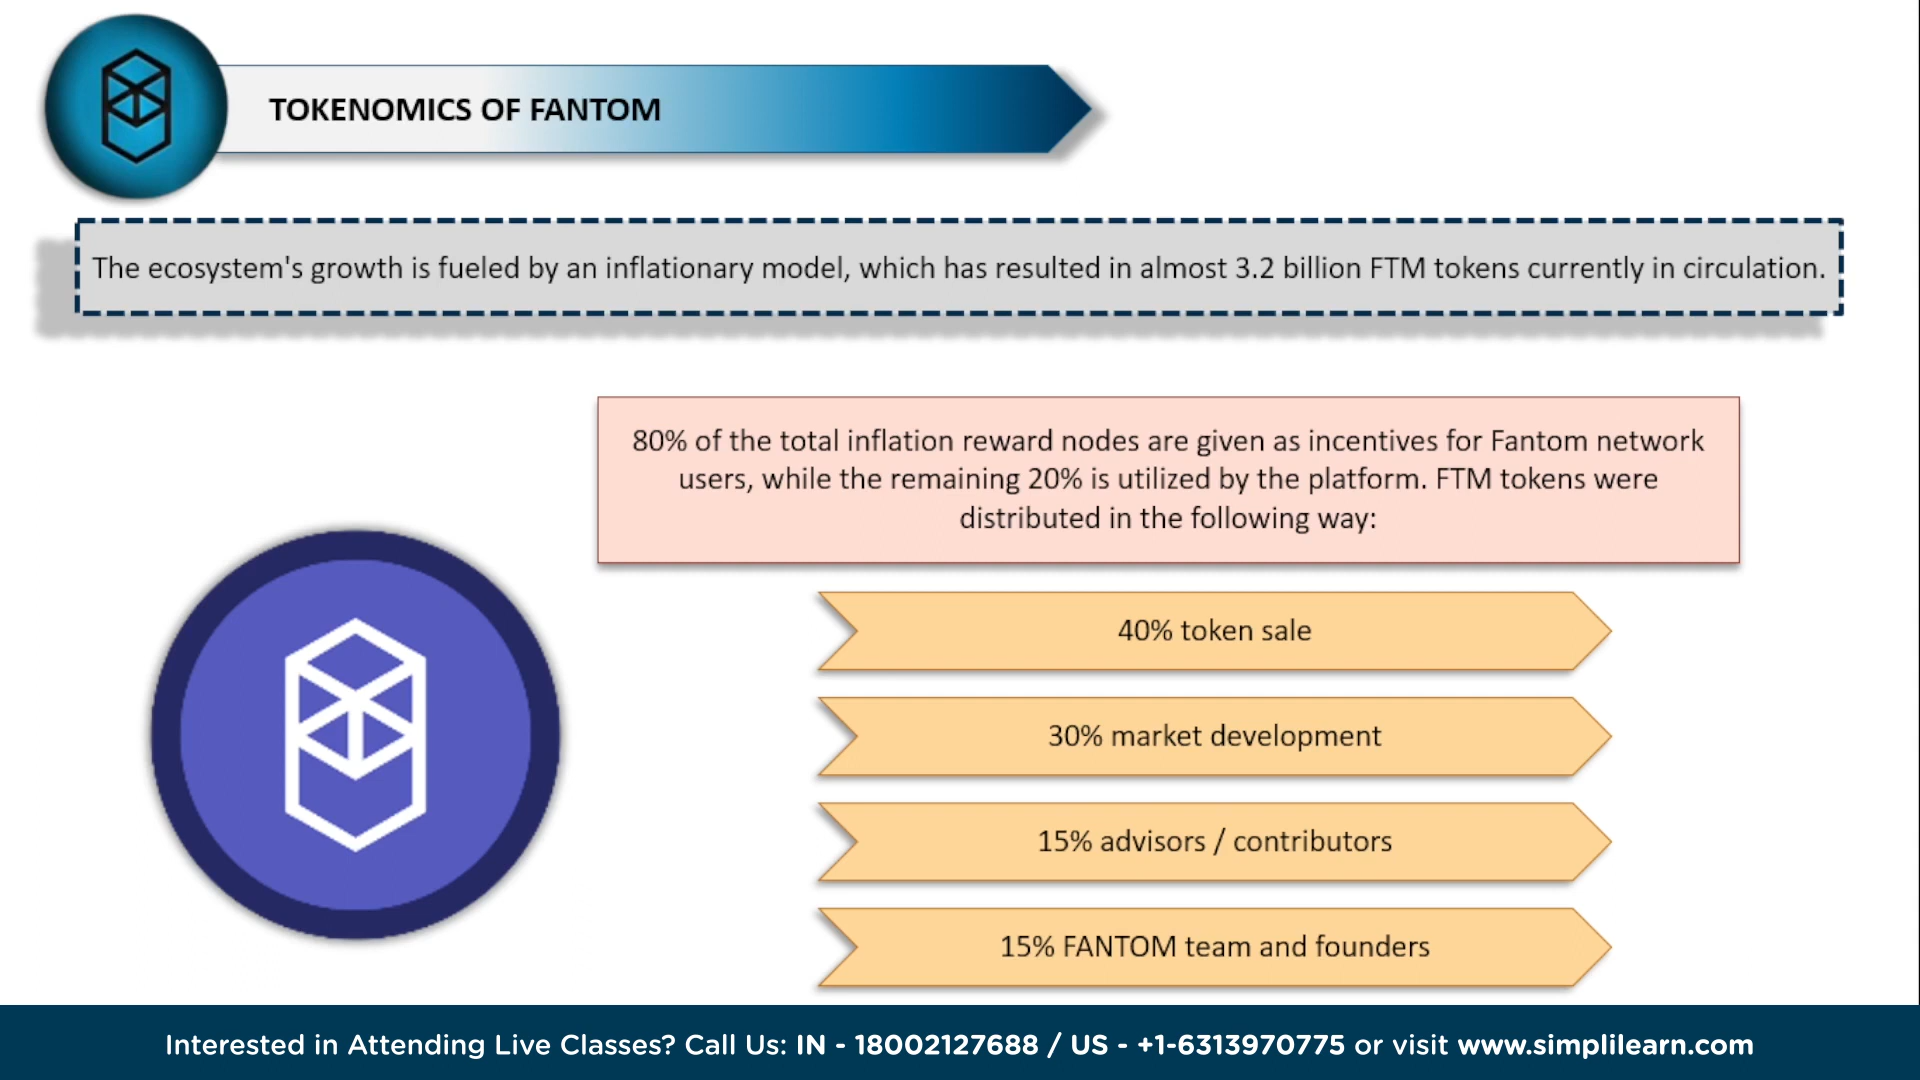 TOKENOMICS OF FANTOM
The ecosystem's growth is fueled by an inflationary model, which has resulted in almost 3.2 billion FTM tokens currently in circulation.
80% of the total inflation reward nodes are given as incentives for Fantom network
users, while the remaining 20% is utilized by the platform. FTM tokens were
distributed in the following way:
40% token sale
30% market development
15% advisors / contributors
15% FANTOM team and founders
Interested in Attending Live Classes? Call Us: IN - 18002127688 / US - +1-6313970775 or visit www.simplilearn.com